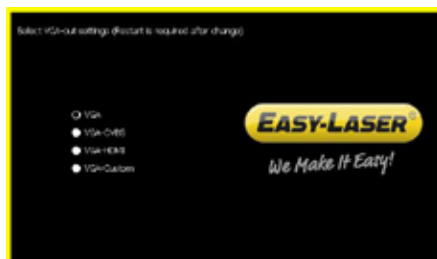 Select VGA-out settings (Restart is required after change)
VGA
VGA-CVBS
VGA-HDMI
VGA-Custom
EASY-LASER®
We Make It Easy!